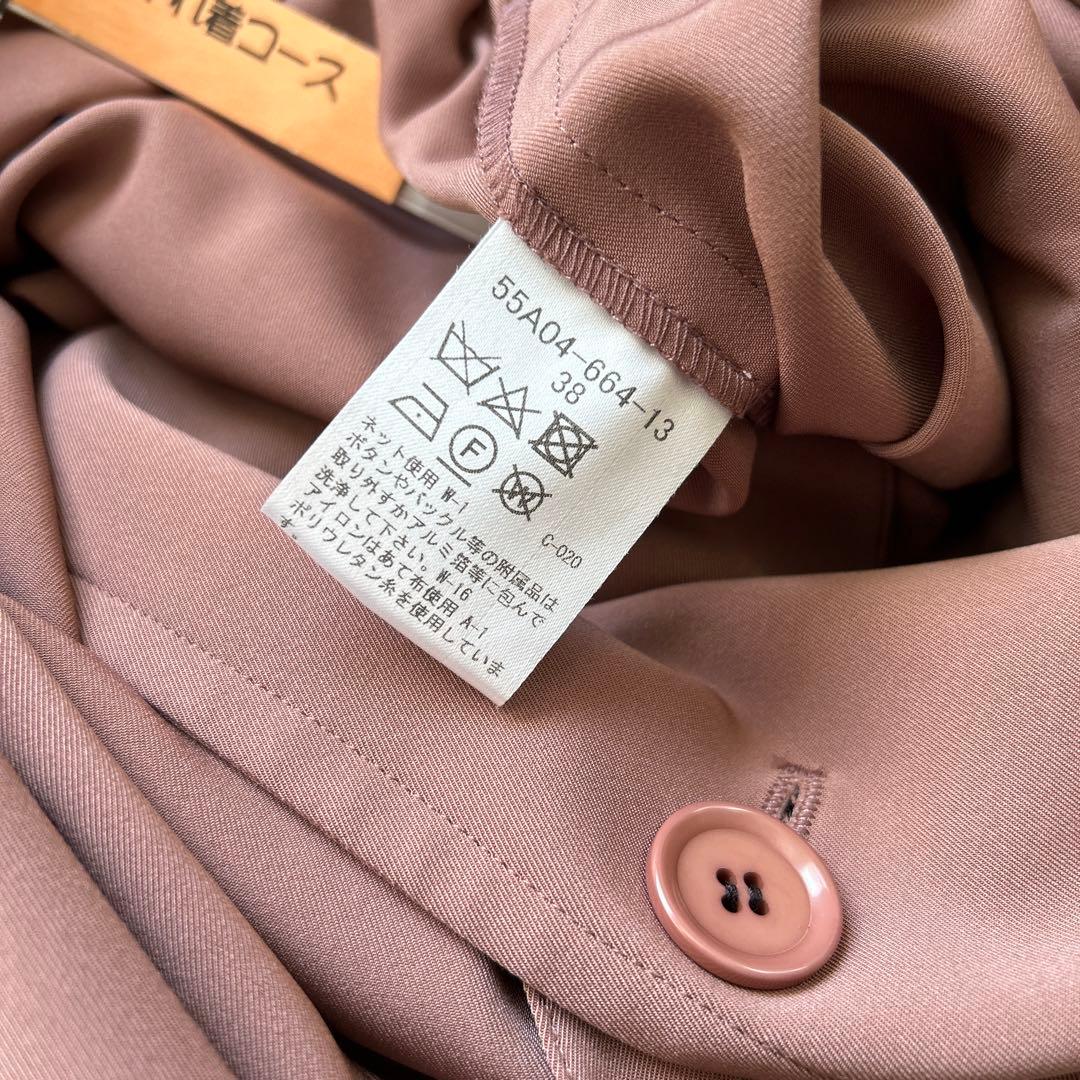 れ着コース
55A04-664-13
38
F
W
C-020
ネット使用 W-1
ボタンやバックル等の附属品は
取り外すかアルミ箔等に包んで
洗浄して下さい。W-16
アイロンはあて布使用 A-1
ポリウレタン糸を使用していま
す。